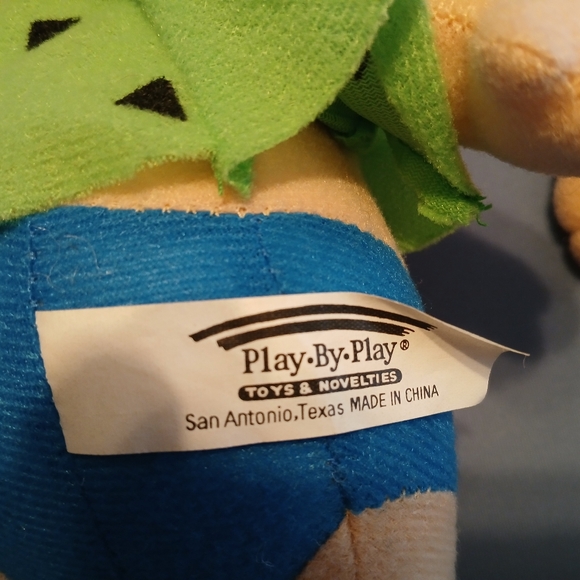 Play·By·Play®
TOYS & NOVELTIES
San Antonio,Texas MADE IN CHINA